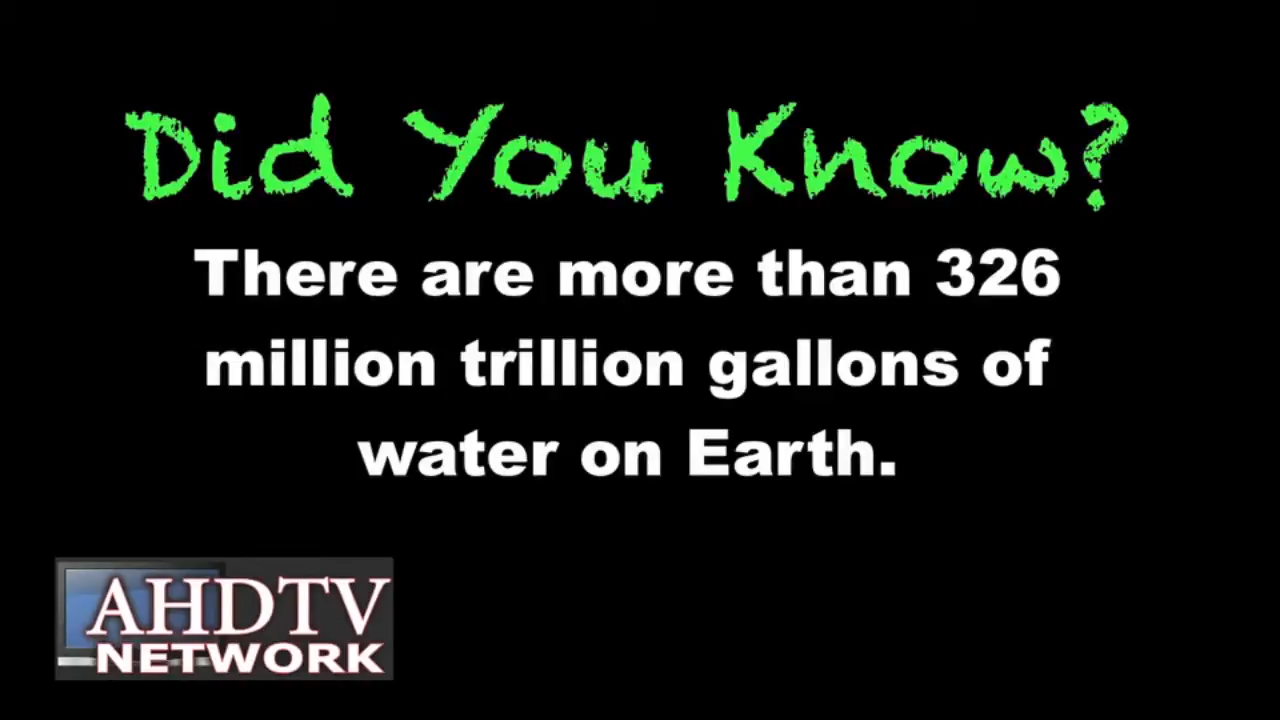 Did You Know?
There are more than 326
million trillion gallons of
water on Earth.
AHDTV
NETWORK